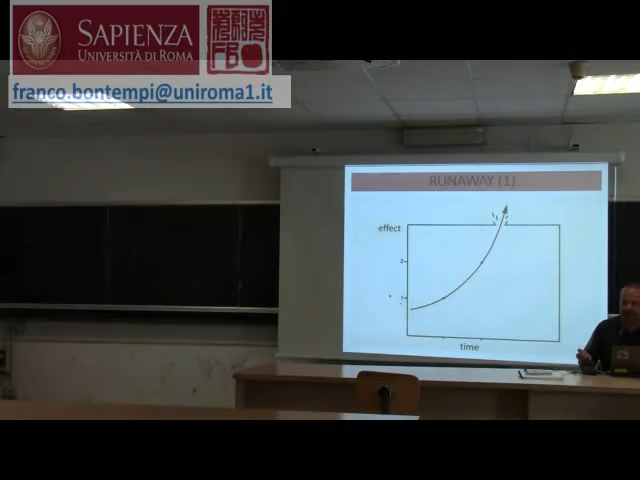 SAPIENZA
UNIVERSITÀ DI ROMA
franco.bontempi@uniroma1.it
RUNAWAY (1)
effect
2
1
time